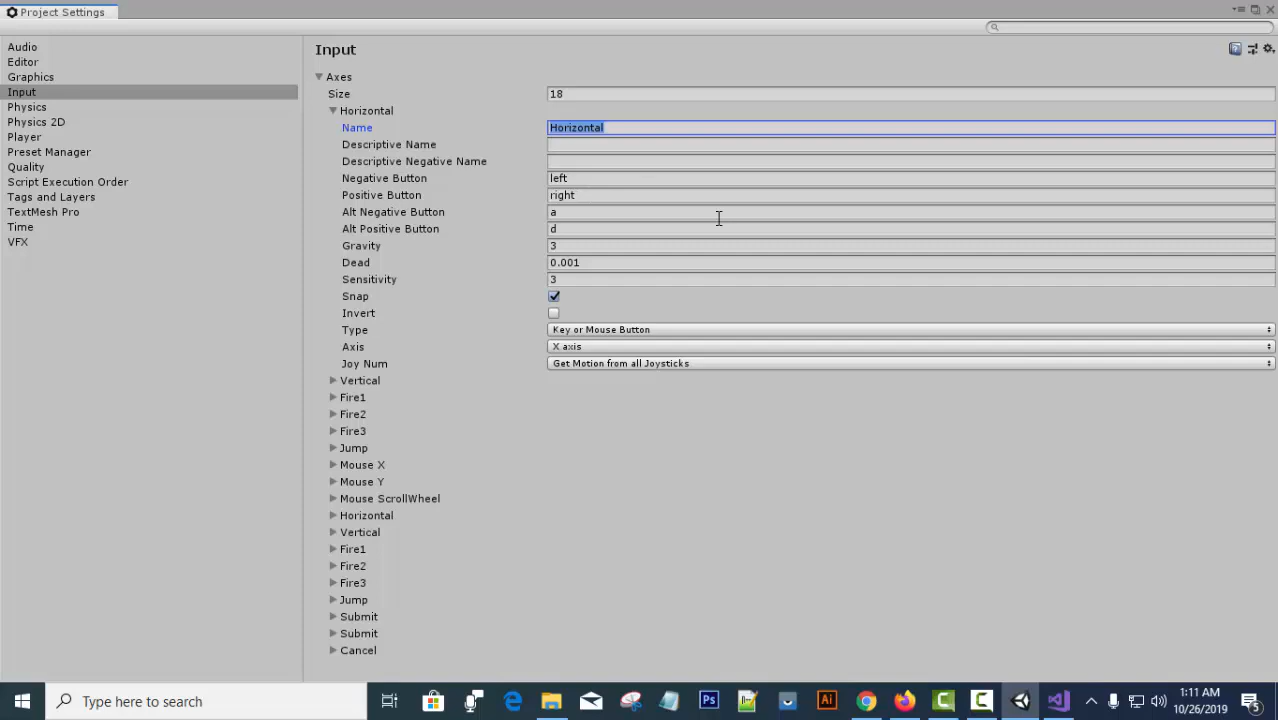 Project Settings
Input
Audio
Editor
Graphics
Input
Physics
Physics 2D
Player
Preset Manager
Quality
Script Execution Order
Tags and Layers
TextMesh Pro
Time
VFX
Axes
Size 18
Horizontal
Name Horizontal
Descriptive Name
Descriptive Negative Name
Negative Button left
Positive Button right
Alt Negative Button a
Alt Positive Button d
Gravity 3
Dead 0.001
Sensitivity 3
Snap
Invert
Type Key or Mouse Button
Axis X axis
Joy Num Get Motion from all Joysticks
Vertical
Fire1
Fire2
Fire3
Jump
Mouse X
Mouse Y
Mouse ScrollWheel
Horizontal
Vertical
Fire1
Fire2
Fire3
Jump
Submit
Submit
Cancel
Type here to search
Ps
Ai
1:11 AM
10/26/2019
5